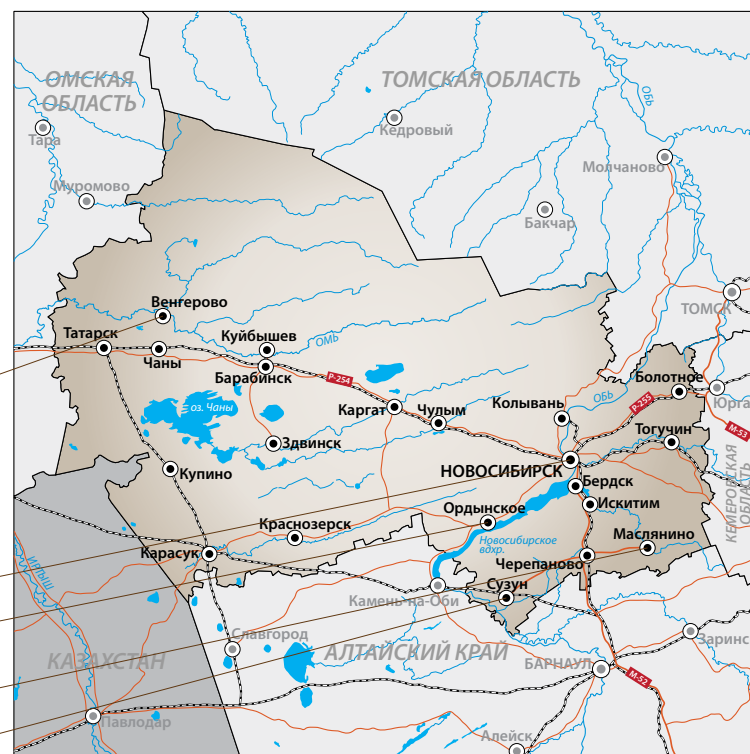 ОМСКАЯ
ОБЛАСТЬ
ТОМСКАЯ ОБЛАСТЬ
ОБЬ
Тара
Кедровый
Молчаново
Муромово
Бакчар
ТОМСК
Венгерово
Татарск
Чаны
Куйбышев
ОМЬ
Барабинск
Р-254
оз. Чаны
Каргат
Чулым
Колывань
ОБЬ
Р-255
Болотное
Юрга
М-53
Тогучин
Здвинск
Купино
НОВОСИБИРСК
Бердск
Искитим
КЕМЕРОВСКАЯ
ОБЛАСТЬ
Ордынское
Краснозерск
Карасук
Новосибирское
вдхр.
Маслянино
Черепаново
Сузун
Камень-на-Оби
ИРТЫШ
Славгород
КАЗАХСТАН
АЛТАЙСКИЙ КРАЙ
БАРНАУЛ
Заринс
М-52
Павлодар
Алейск